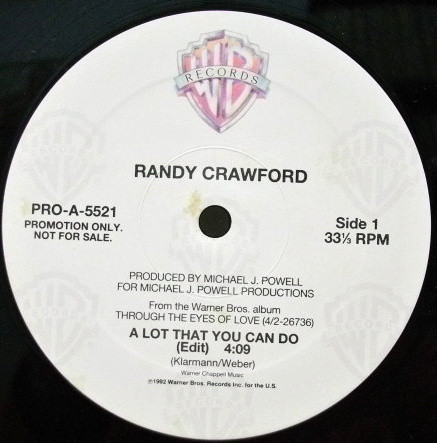 RECORDS
RANDY CRAWFORD
PRO-A-5521
PROMOTION ONLY.
NOT FOR SALE.
Side 1
33⅓ RPM
PRODUCED BY MICHAEL J. POWELL
FOR MICHAEL J. POWELL PRODUCTIONS
From the Warner Bros. album
THROUGH THE EYES OF LOVE (4/2-26736)
A LOT THAT YOU CAN DO
(Edit) 4:09
(Klarmann/Weber)
Warner Chappell Music
℗1992 Warner Bros. Records Inc. for the U.S.